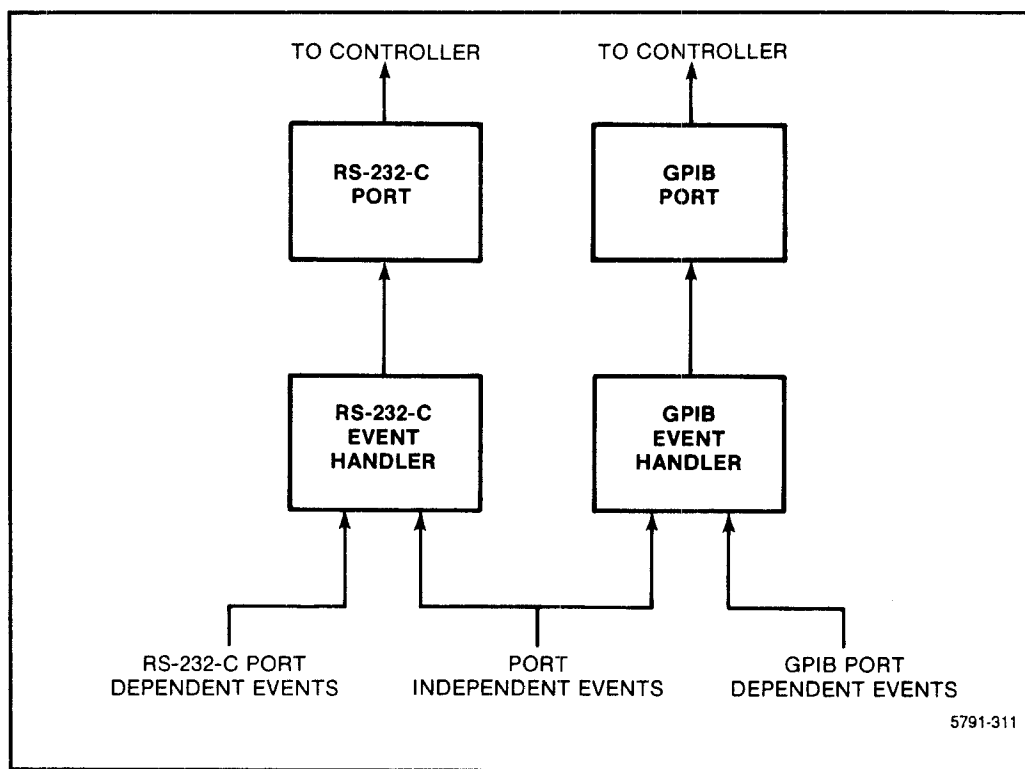 TO CONTROLLER
TO CONTROLLER
RS-232-C
PORT
GPIB
PORT
RS-232-C
EVENT
HANDLER
GPIB
EVENT
HANDLER
RS-232-C PORT
DEPENDENT EVENTS
PORT
INDEPENDENT EVENTS
GPIB PORT
DEPENDENT EVENTS
5791-311